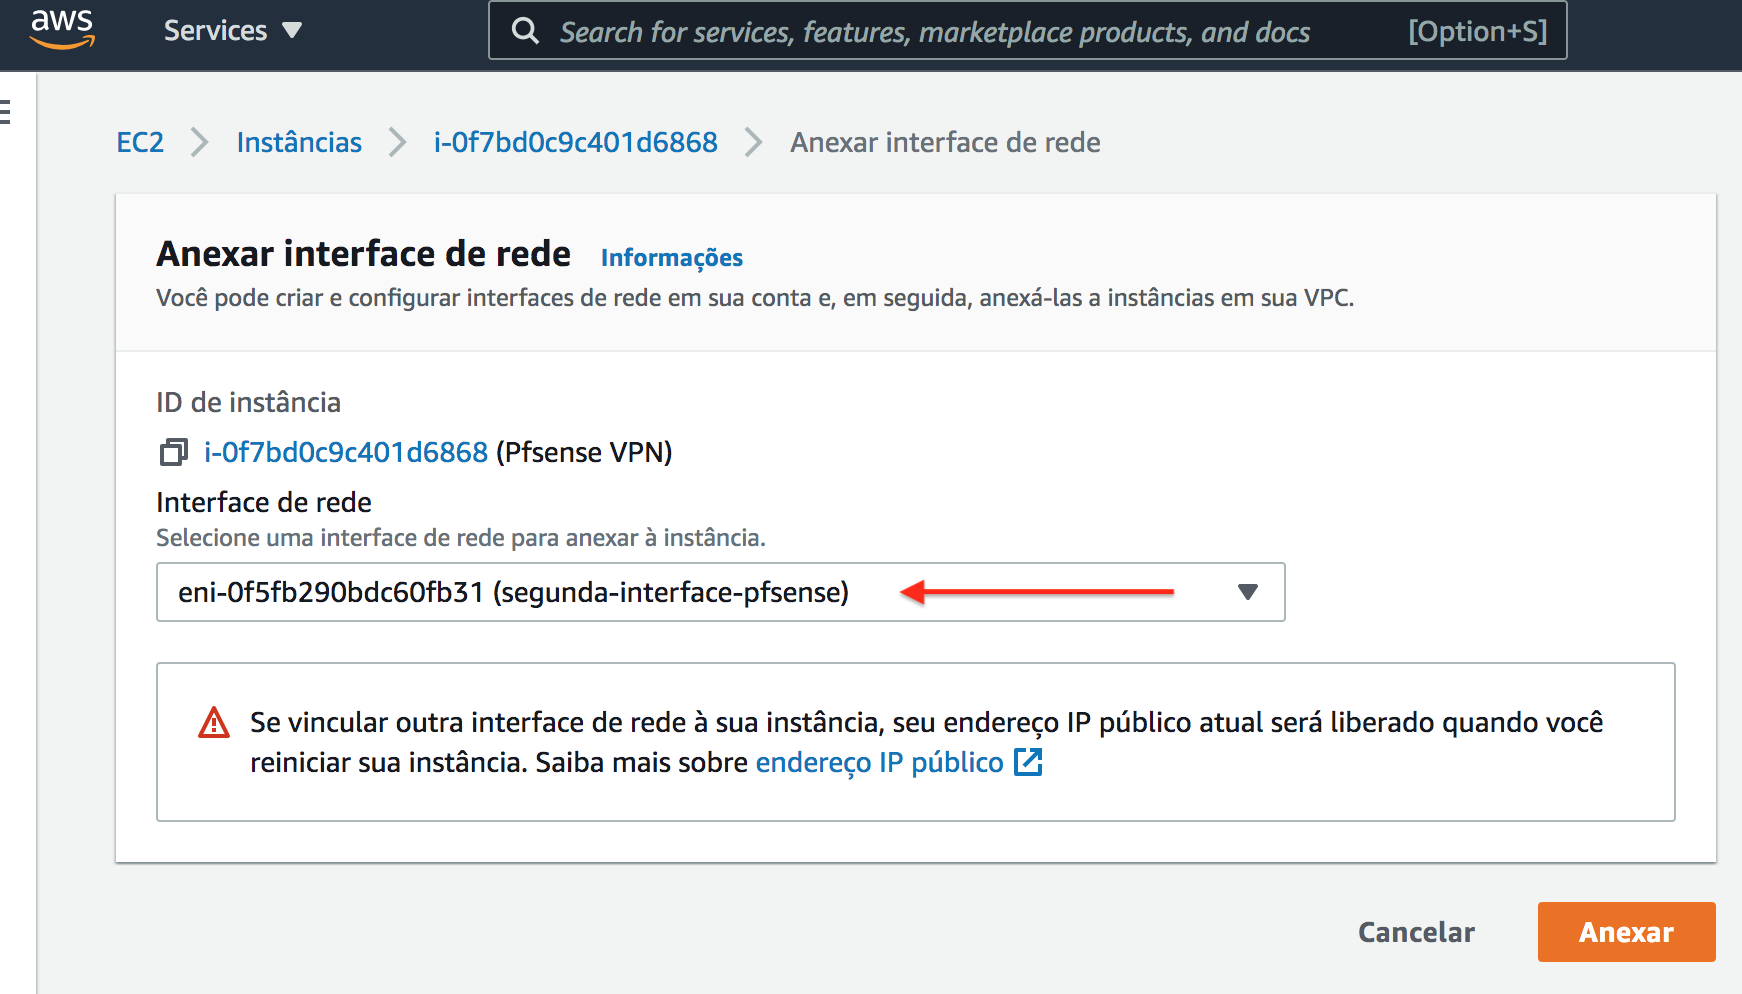 aws
Services
Search for services, features, marketplace products, and docs
[Option+S]
EC2 > Instâncias > i-0f7bd0c9c401d6868 > Anexar interface de rede
Anexar interface de rede Informações
Você pode criar e configurar interfaces de rede em sua conta e, em seguida, anexá-las a instâncias em sua VPC.
ID de instância
i-0f7bd0c9c401d6868 (Pfsense VPN)
Interface de rede
Selecione uma interface de rede para anexar à instância.
eni-0f5fb290bdc60fb31 (segunda-interface-pfsense)
Se vincular outra interface de rede à sua instância, seu endereço IP público atual será liberado quando você
reiniciar sua instância. Saiba mais sobre endereço IP público
Cancelar
Anexar